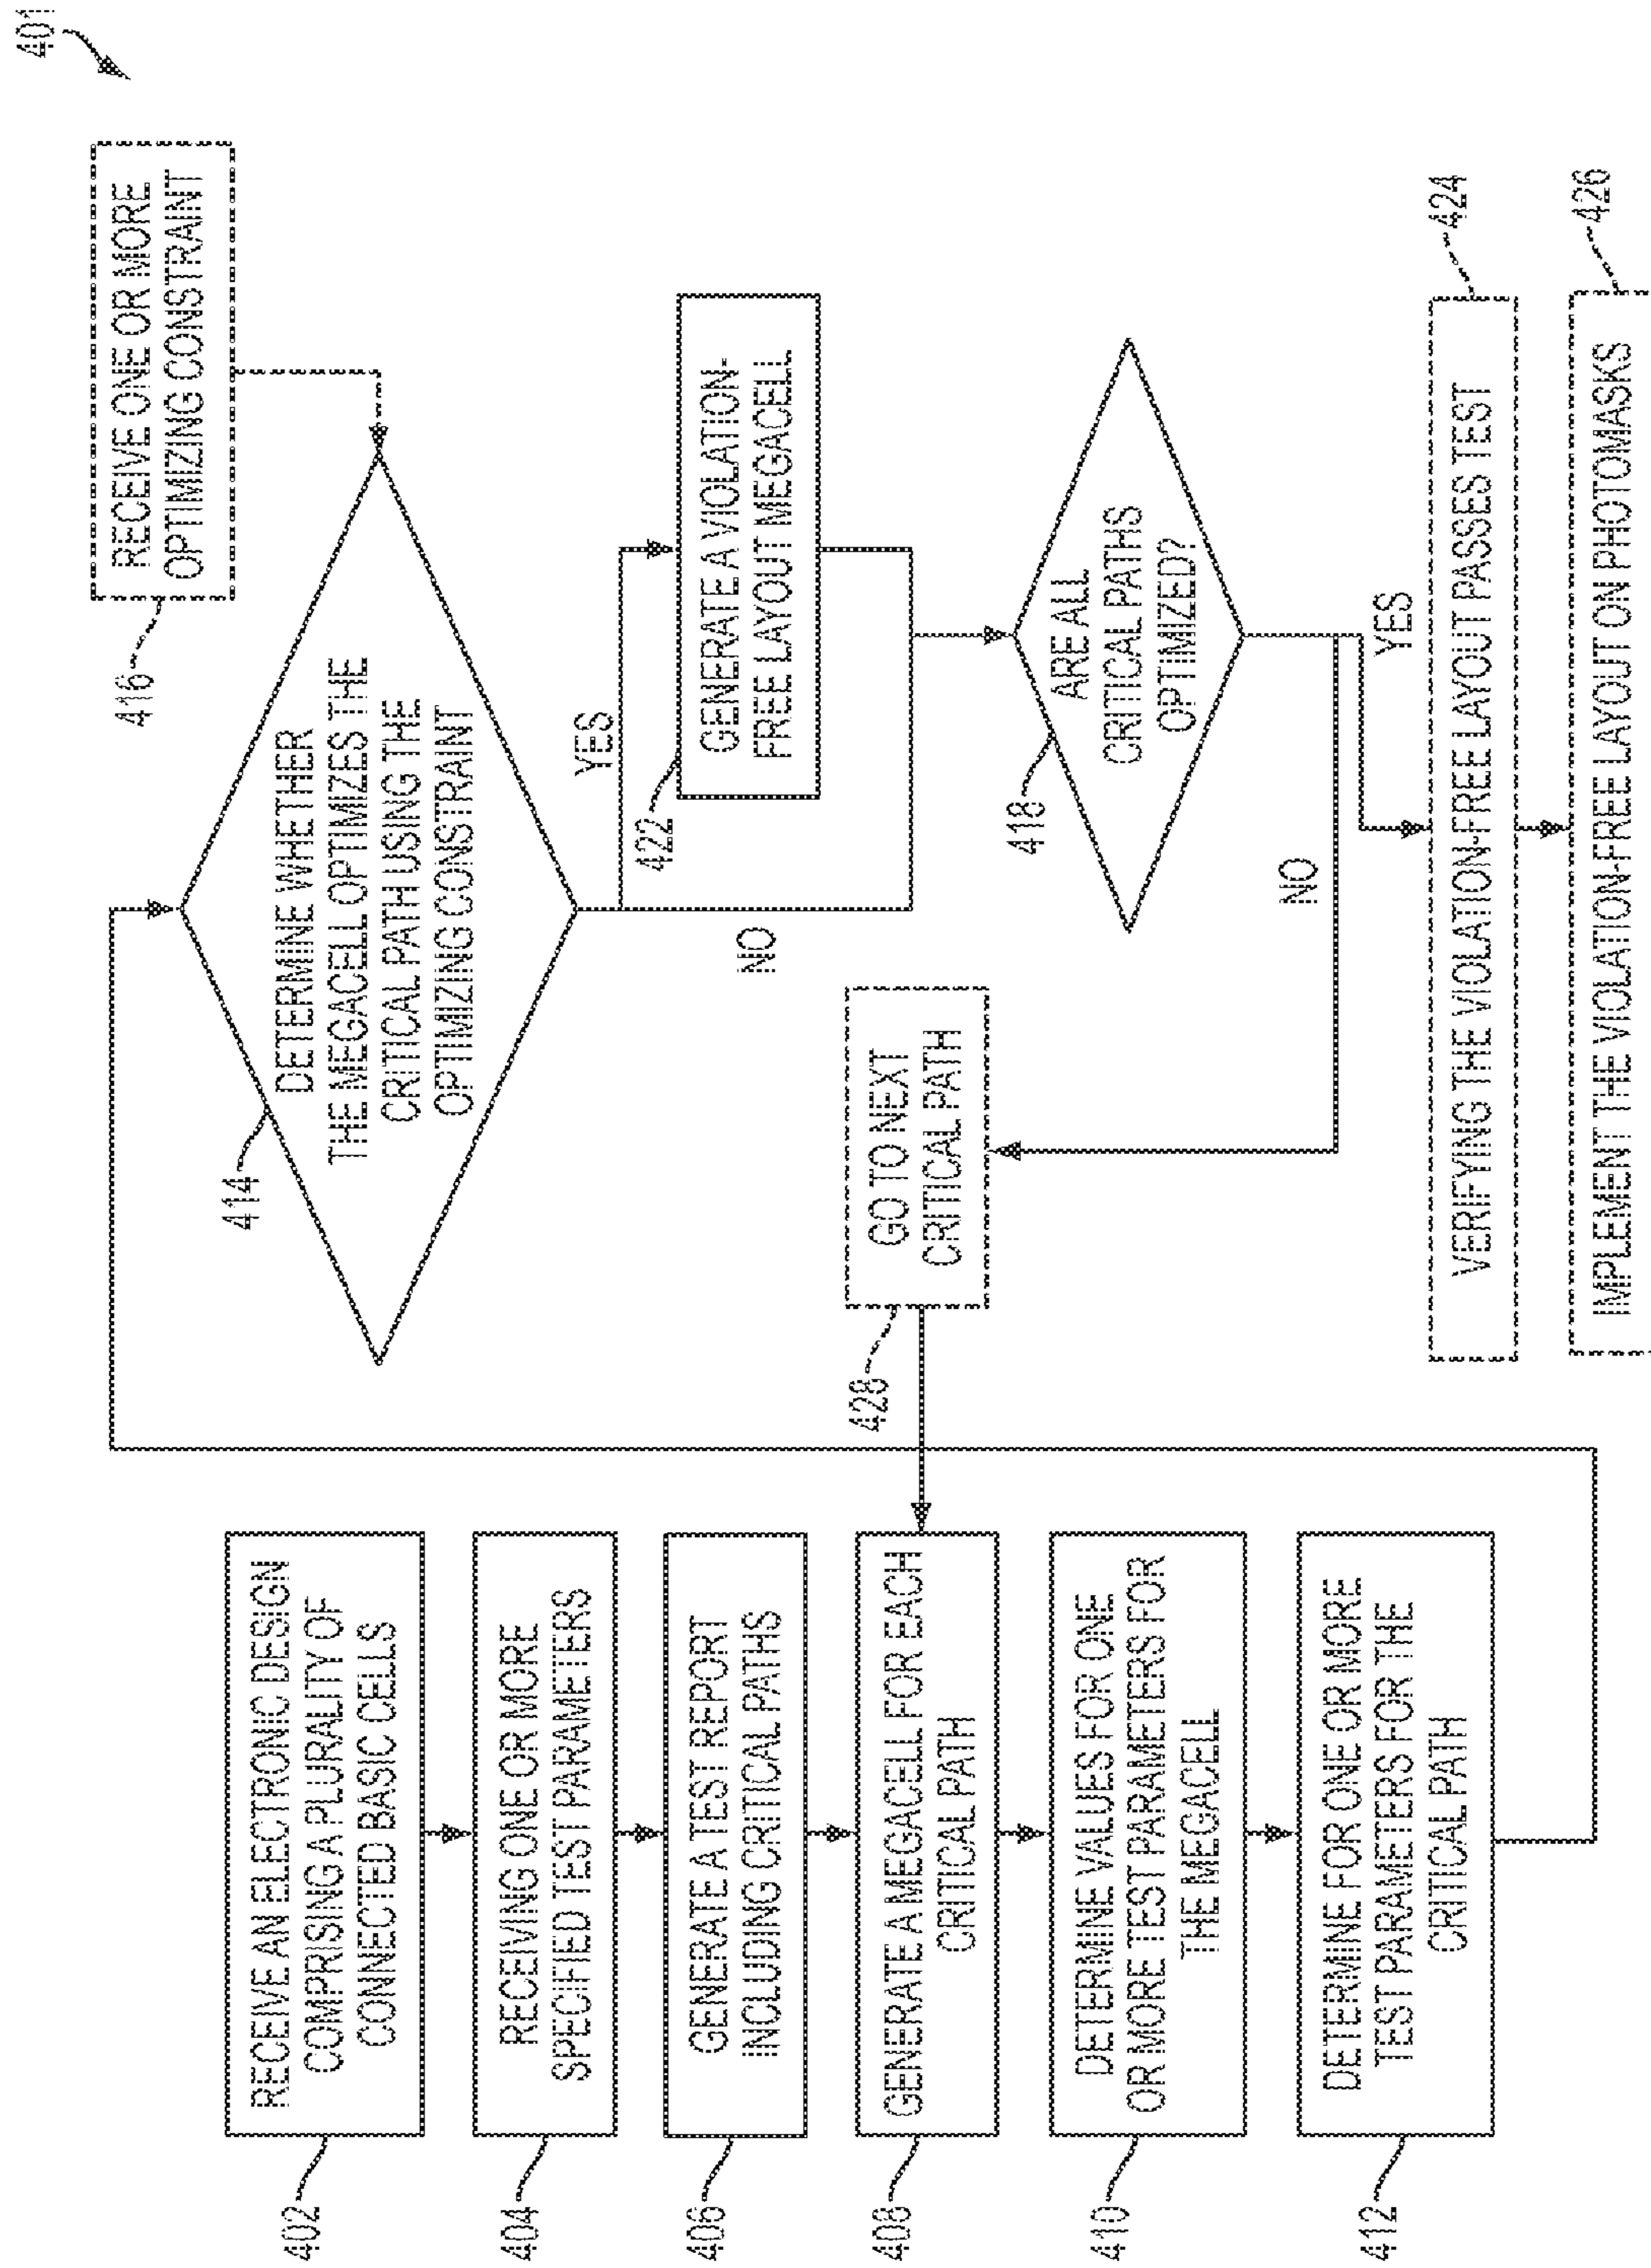 401
402
RECEIVE AN ELECTRONIC DESIGN
COMPRISING A PLURALITY OF
CONNECTED BASIC CELLS
404
RECEIVING ONE OR MORE
SPECIFIED TEST PARAMETERS
406
GENERATE A TEST REPORT
INCLUDING CRITICAL PATHS
408
GENERATE A MEGACELL FOR EACH
CRITICAL PATH
410
DETERMINE VALUES FOR ONE
OR MORE TEST PARAMETERS FOR
THE MEGACELL
412
DETERMINE FOR ONE OR MORE
TEST PARAMETERS FOR THE
CRITICAL PATH
414
DETERMINE WHETHER
THE MEGACELL OPTIMIZES THE
CRITICAL PATH USING THE
OPTIMIZING CONSTRAINT
416
RECEIVE ONE OR MORE
OPTIMIZING CONSTRAINT
YES
NO
422
GENERATE A VIOLATION-
FREE LAYOUT MEGACELL
428
GO TO NEXT
CRITICAL PATH
418
ARE ALL
CRITICAL PATHS
OPTIMIZED?
NO
YES
424
VERIFYING THE VIOLATION-FREE LAYOUT PASSES TEST
426
IMPLEMENT THE VIOLATION-FREE LAYOUT ON PHOTOMASKS